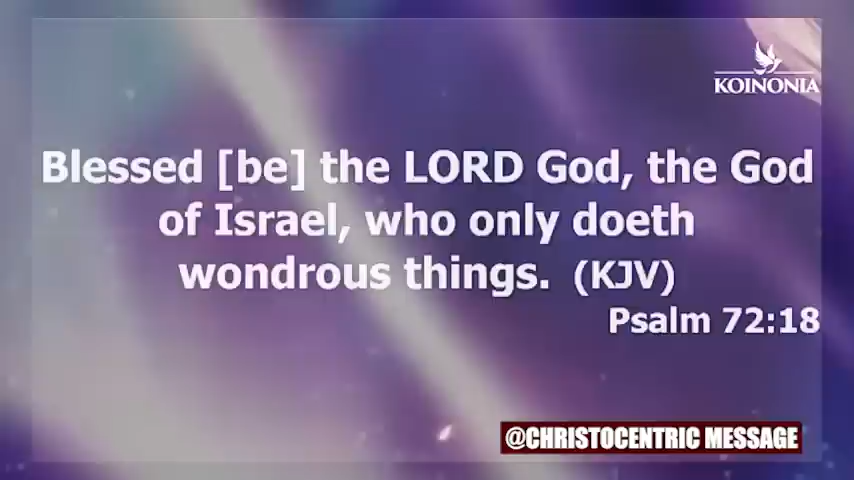 KOINONIA
Blessed [be] the LORD God, the God
of Israel, who only doeth
wondrous things. (KJV)
Psalm 72:18
@CHRISTOCENTRIC MESSAGE